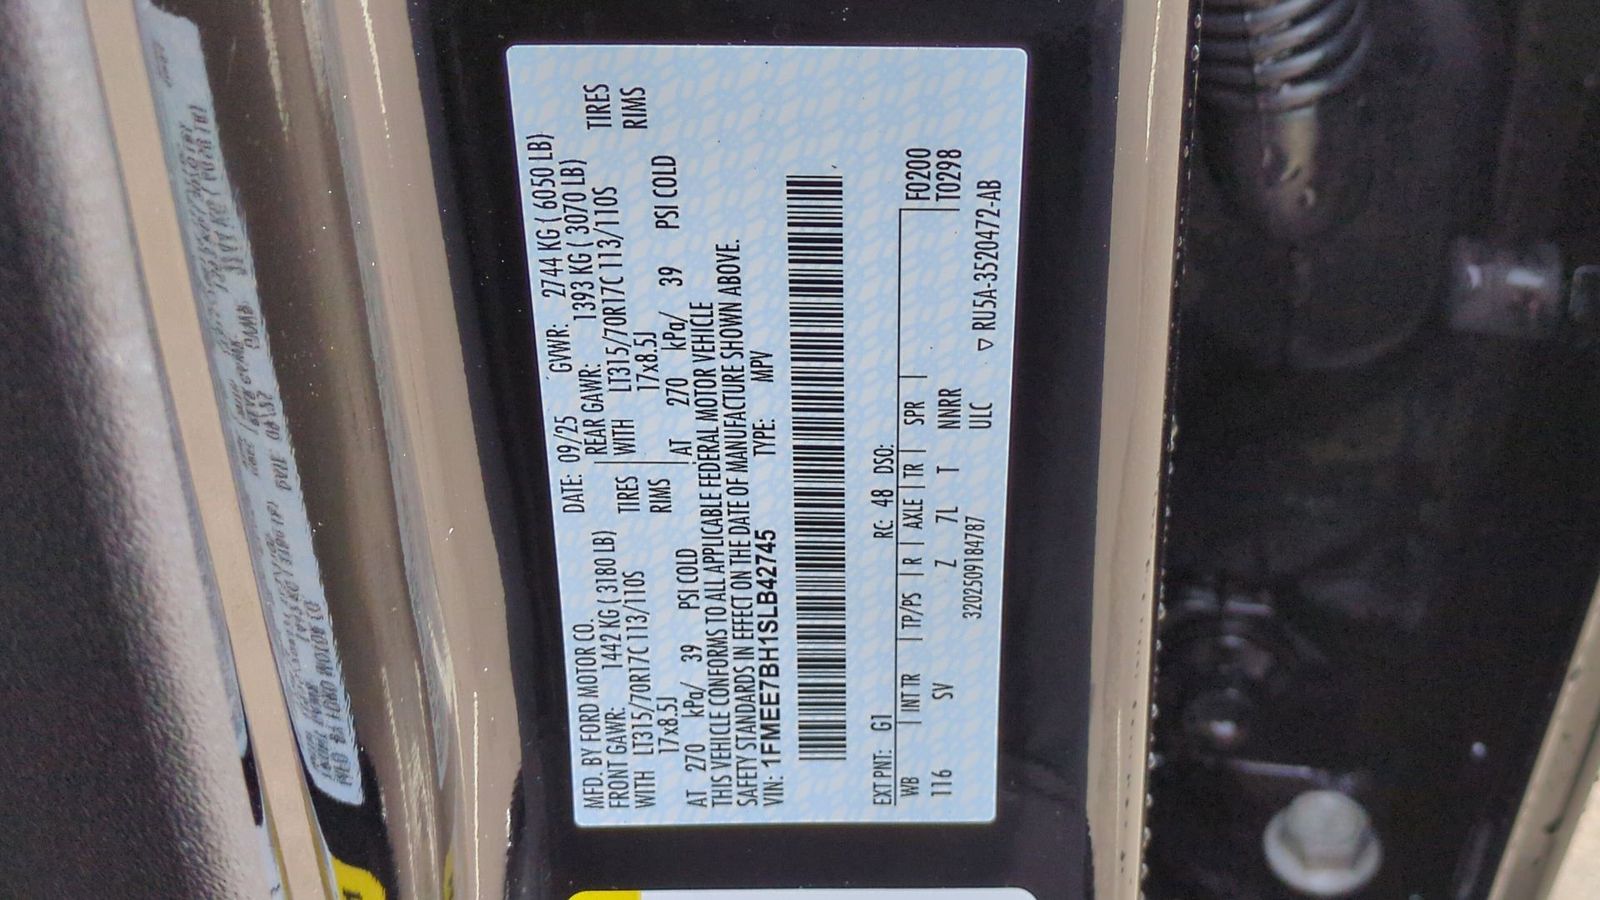 MFD. BY FORD MOTOR CO. DATE: 09/25 GVWR: 2744 KG ( 6050 LB)
FRONT GAWR: 1442 KG ( 3180 LB) REAR GAWR: 1393 KG ( 3070 LB)
WITH LT315/70R17C 113/110S TIRES WITH LT315/70R17C 113/110S TIRES
17x8.5J RIMS 17x8.5J RIMS
AT 270 kPa/ 39 PSI COLD AT 270 kPa/ 39 PSI COLD
THIS VEHICLE CONFORMS TO ALL APPLICABLE FEDERAL MOTOR VEHICLE
SAFETY STANDARDS IN EFFECT ON THE DATE OF MANUFACTURE SHOWN ABOVE.
VIN: 1FMEE7BH1SLB42745 TYPE: MPV
EXT PNT: G1 RC: 48 DSO:
WB | INT TR | TP/PS | R | AXLE | TR | SPR | F0200
116 SV Z 7L T NNRR T0298
3202509184787 ULC ▽ RU5A-3520472-AB